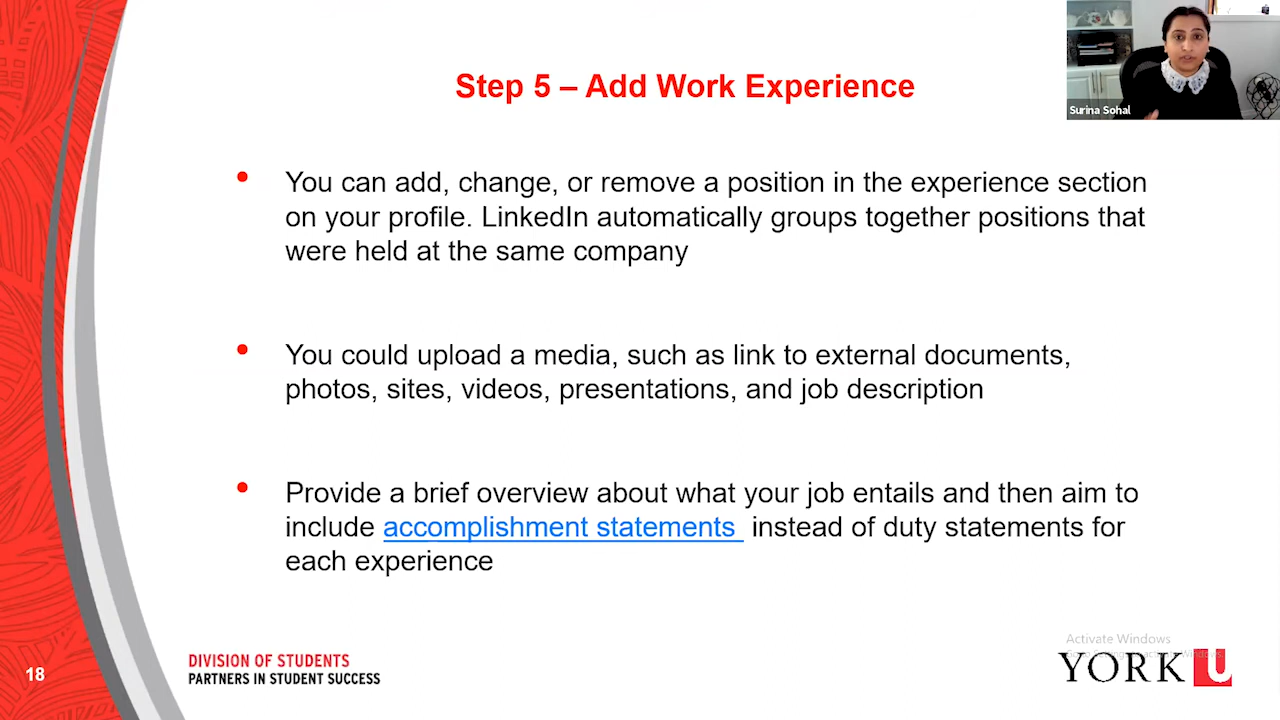 Step 5 – Add Work Experience
Surina Sohal
• You can add, change, or remove a position in the experience section
on your profile. LinkedIn automatically groups together positions that
were held at the same company
• You could upload a media, such as link to external documents,
photos, sites, videos, presentations, and job description
• Provide a brief overview about what your job entails and then aim to
include accomplishment statements instead of duty statements for
each experience
Activate Windows
18
DIVISION OF STUDENTS
PARTNERS IN STUDENT SUCCESS
YORK U